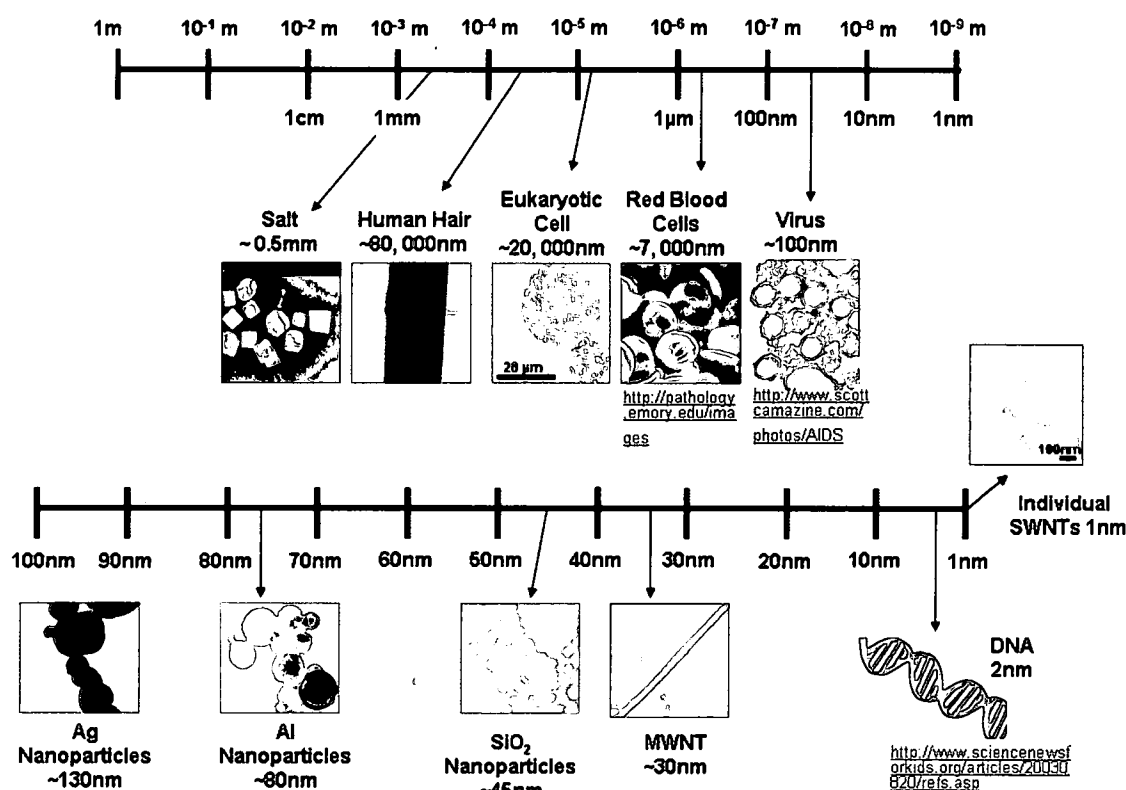 1m 10⁻¹ m 10⁻² m 10⁻³ m 10⁻⁴ m 10⁻⁵ m 10⁻⁶ m 10⁻⁷ m 10⁻⁸ m 10⁻⁹ m
1cm 1mm 1µm 100nm 10nm 1nm
Salt
~0.5mm
Human Hair
~80, 000nm
Eukaryotic
Cell
~20, 000nm
Red Blood
Cells
~7, 000nm
Virus
~100nm
20 µm
http://pathology
.emory.edu/ima
ges
http://www.scott
camazine.com/
photos/AIDS
100nm
Individual
SWNTs 1nm
100nm 90nm 80nm 70nm 60nm 50nm 40nm 30nm 20nm 10nm 1nm
Ag
Nanoparticles
~130nm
Al
Nanoparticles
~80nm
SiO₂
Nanoparticles
~45nm
MWNT
~30nm
DNA
2nm
http://www.sciencenewsf
orkids.org/articles/20030
820/refs.asp